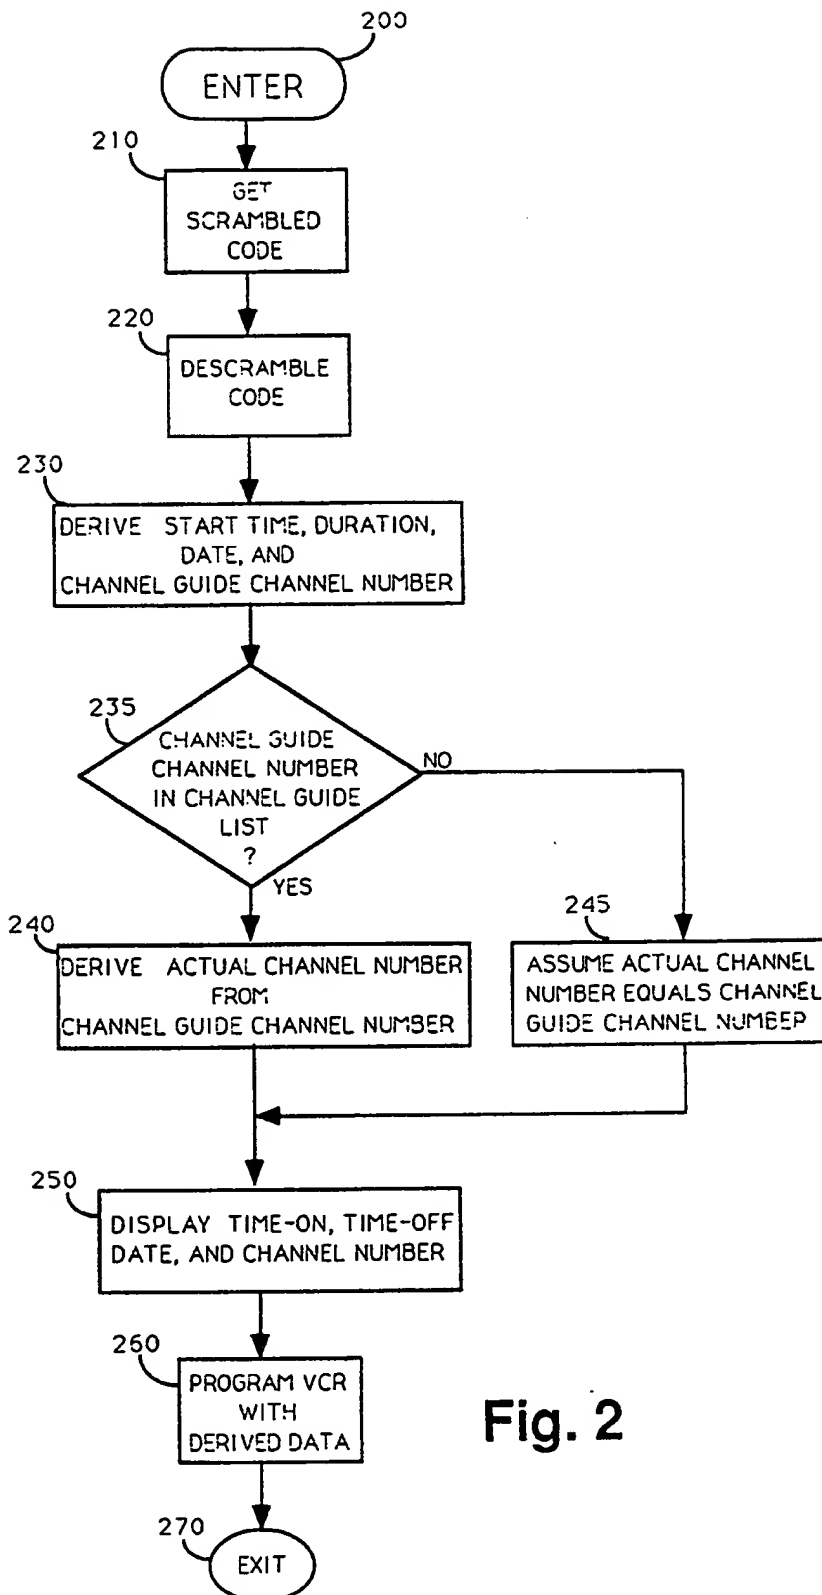 200
ENTER
210
GET
SCRAMBLED
CODE
220
DESCRAMBLE
CODE
230
DERIVE START TIME, DURATION,
DATE, AND
CHANNEL GUIDE CHANNEL NUMBER
235
CHANNEL GUIDE
CHANNEL NUMBER
IN CHANNEL GUIDE
LIST
?
NO
YES
240
DERIVE ACTUAL CHANNEL NUMBER
FROM
CHANNEL GUIDE CHANNEL NUMBER
245
ASSUME ACTUAL CHANNEL
NUMBER EQUALS CHANNEL
GUIDE CHANNEL NUMBER
250
DISPLAY TIME-ON, TIME-OFF
DATE, AND CHANNEL NUMBER
260
PROGRAM VCR
WITH
DERIVED DATA
Fig. 2
270
EXIT